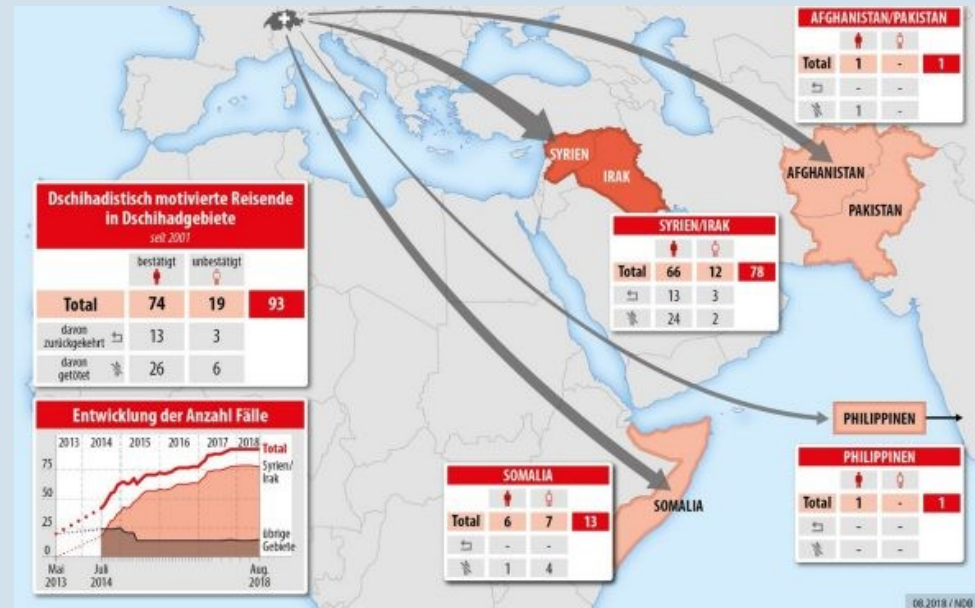 AFGHANISTAN/PAKISTAN
Total 1 - 1
- -
1 -
SYRIEN
IRAK
AFGHANISTAN
PAKISTAN
Dschihadistisch motivierte Reisende
in Dschihadgebiete
seit 2001
bestätigt unbestätigt
Total 74 19 93
davon
zurückgekehrt 13 3
davon
getötet 26 6
SYRIEN/IRAK
Total 66 12 78
13 3
24 2
Entwicklung der Anzahl Fälle
2013 2014 2015 2016 2017 2018
Total
Syrien/
Irak
75
50
25
0
übrige
Gebiete
Mai
2013
Juli
2014
Aug.
2018
SOMALIA
Total 6 7 13
- -
1 4
SOMALIA
PHILIPPINEN
PHILIPPINEN
Total 1 - 1
- -
- -
08.2018 / NDB